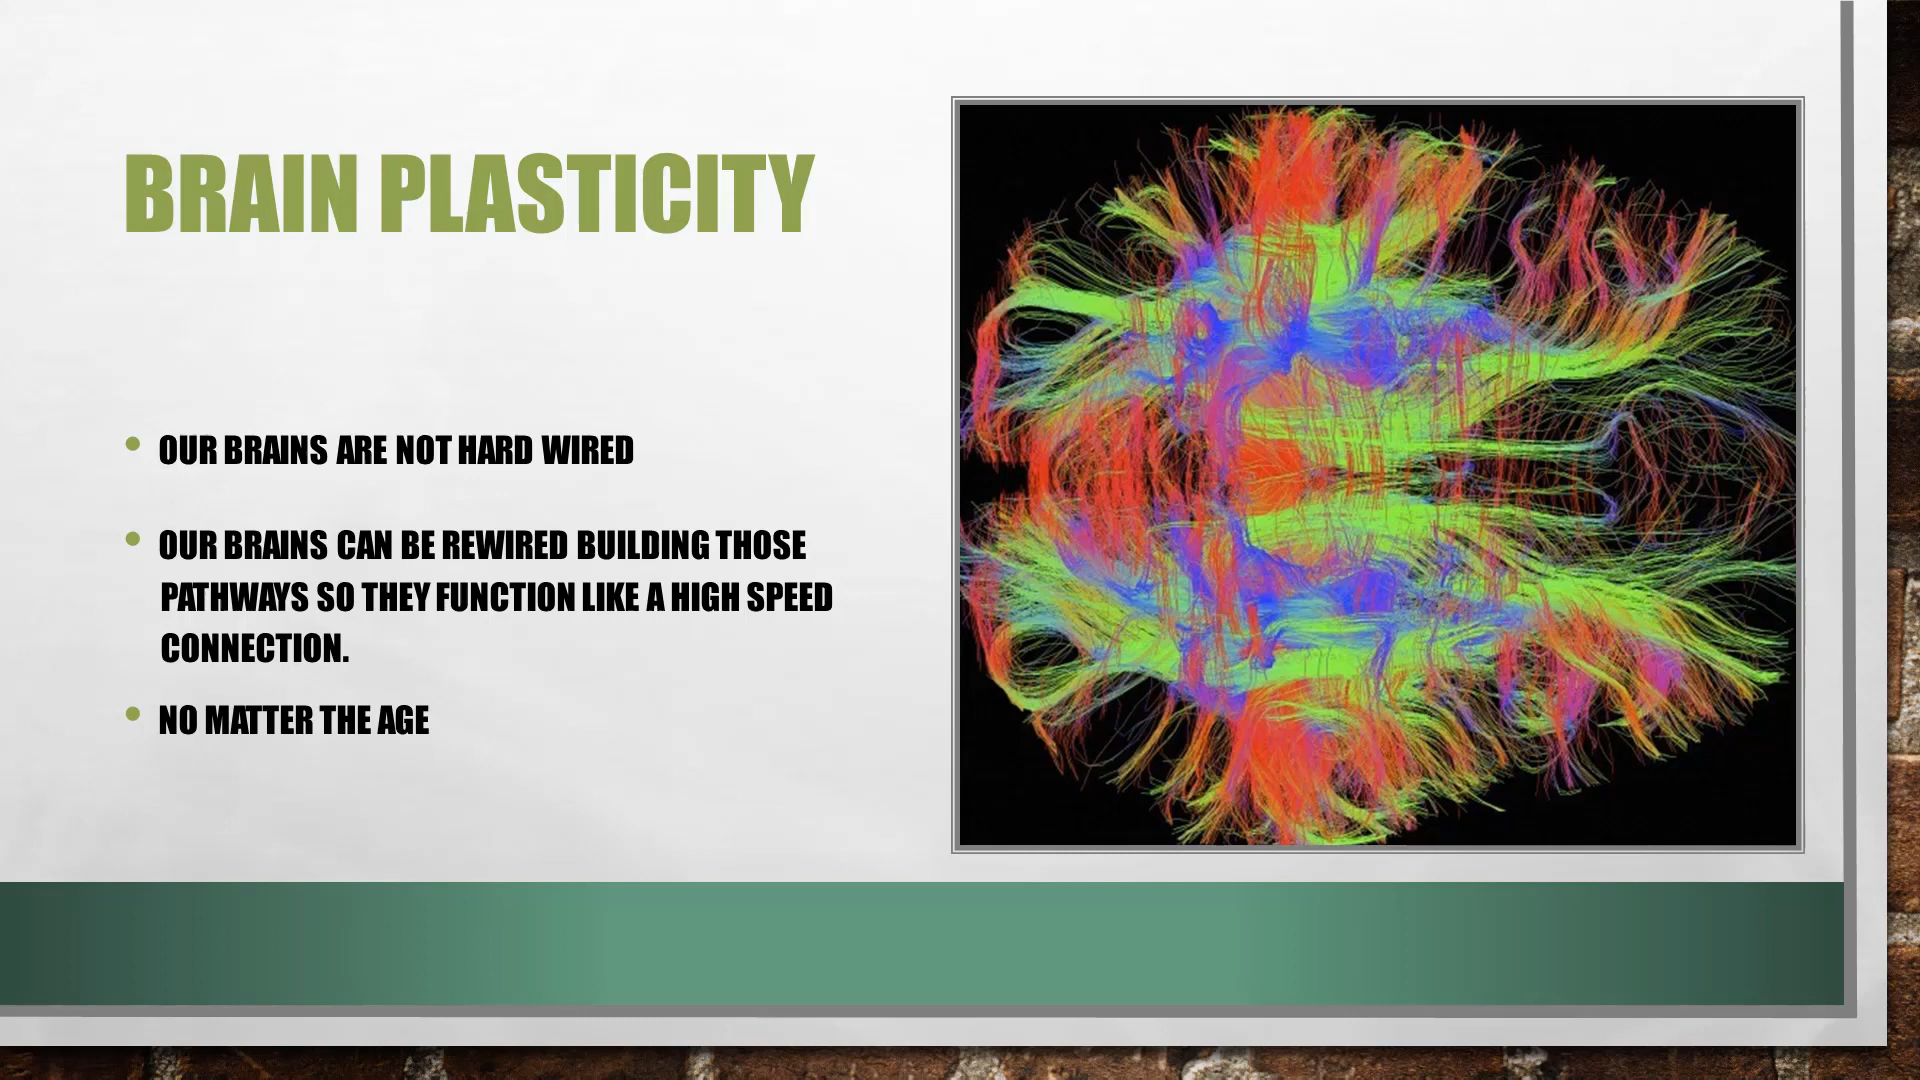 BRAIN PLASTICITY
• OUR BRAINS ARE NOT HARD WIRED
• OUR BRAINS CAN BE REWIRED BUILDING THOSE
PATHWAYS SO THEY FUNCTION LIKE A HIGH SPEED
CONNECTION.
• NO MATTER THE AGE